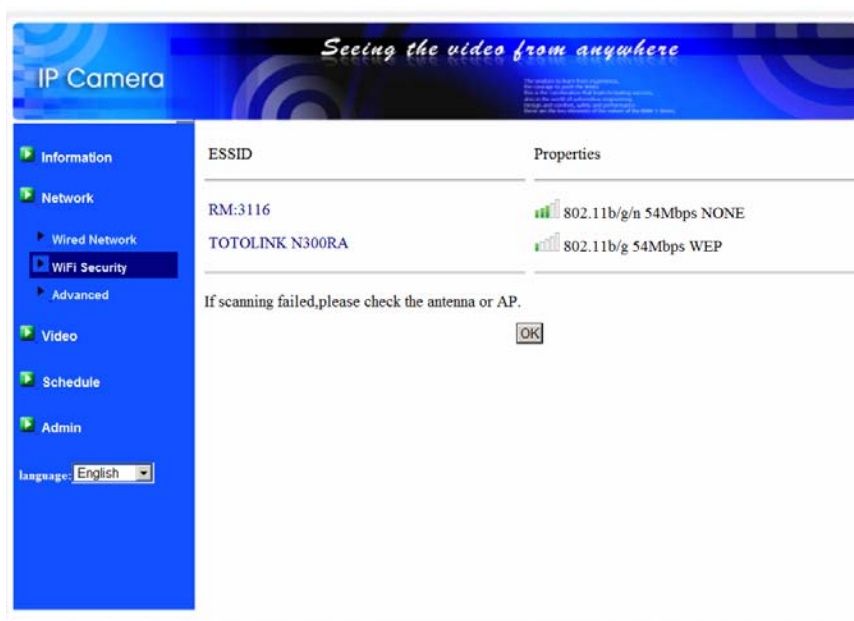 Seeing the video from anywhere
IP Camera
Information
Network
Wired Network
WiFi Security
Advanced
Video
Schedule
Admin
language: English
ESSID
Properties
RM:3116
802.11b/g/n 54Mbps NONE
TOTOLINK N300RA
802.11b/g 54Mbps WEP
If scanning failed,please check the antenna or AP.
OK